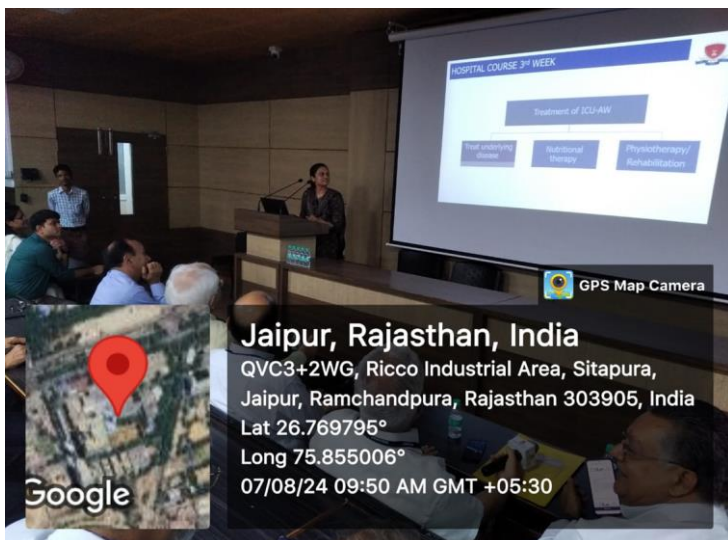 HOSPITAL COURSE 3rd WEEK
Treatment of ICU-AW
Treat underlying
disease
Nutritional
therapy
Physiotherapy/
Rehabilitation
GPS Map Camera
Jaipur, Rajasthan, India
QVC3+2WG, Ricco Industrial Area, Sitapura,
Jaipur, Ramchandpura, Rajasthan 303905, India
Lat 26.769795°
Long 75.855006°
07/08/24 09:50 AM GMT +05:30
Google